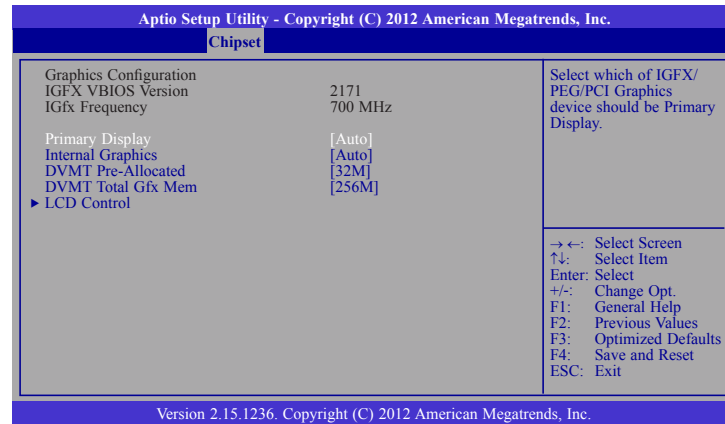 Aptio Setup Utility - Copyright (C) 2012 American Megatrends, Inc.
Chipset
Graphics Configuration
IGFX VBIOS Version 2171
IGfx Frequency 700 MHz
Primary Display [Auto]
Internal Graphics [Auto]
DVMT Pre-Allocated [32M]
DVMT Total Gfx Mem [256M]
▶ LCD Control
Select which of IGFX/
PEG/PCI Graphics
device should be Primary
Display.
→←: Select Screen
↑↓: Select Item
Enter: Select
+/-: Change Opt.
F1: General Help
F2: Previous Values
F3: Optimized Defaults
F4: Save and Reset
ESC: Exit
Version 2.15.1236. Copyright (C) 2012 American Megatrends, Inc.